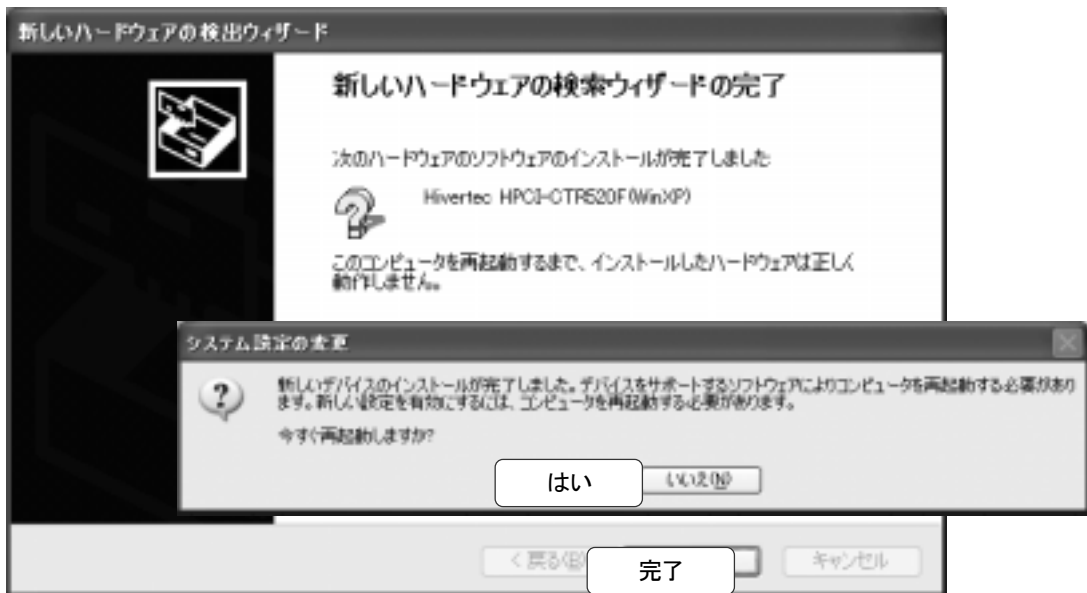 新しいハードウェアの検出ウィザード
新しいハードウェアの検索ウィザードの完了
次のハードウェアのソフトウェアのインストールが完了しました
Hivertec HPCI-CTR520F(WinXP)
このコンピュータを再起動するまで、インストールしたハードウェアは正しく
動作しません。
システム設定の変更
新しいデバイスのインストールが完了しました。デバイスをサポートするソフトウェアによりコンピュータを再起動する必要があり
ます。新しい設定を有効にするには、コンピュータを再起動する必要があります。
今すぐ再起動しますか?
はい
いいえ(N)
< 戻る(B)
完了
キャンセル